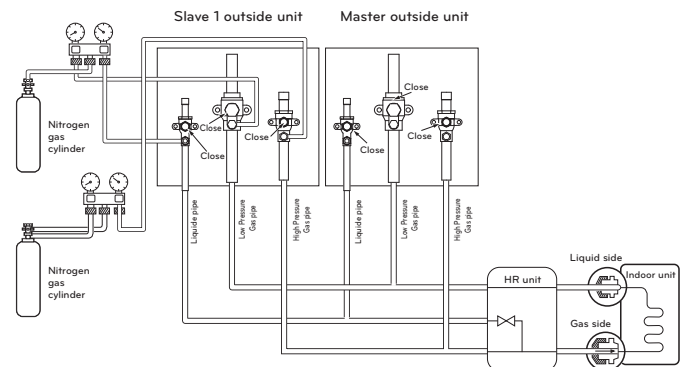 Slave 1 outside unit
Master outside unit
Nitrogen
gas
cylinder
Nitrogen
gas
cylinder
Close
Close
Close
Close
Close
Close
Liquide pipe
Low Pressure
Gas pipe
High Pressure
Gas pipe
Liquide pipe
Low Pressure
Gas pipe
High Pressure
Gas pipe
HR unit
Liquid side
Indoor unit
Gas side